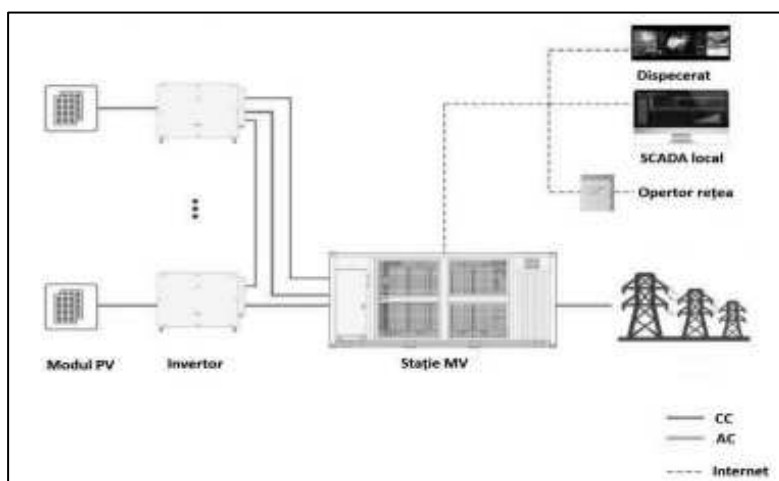 Dispecerat
SCADA local
Opertor rețea
Modul PV
Invertor
Stație MV
CC
AC
Internet